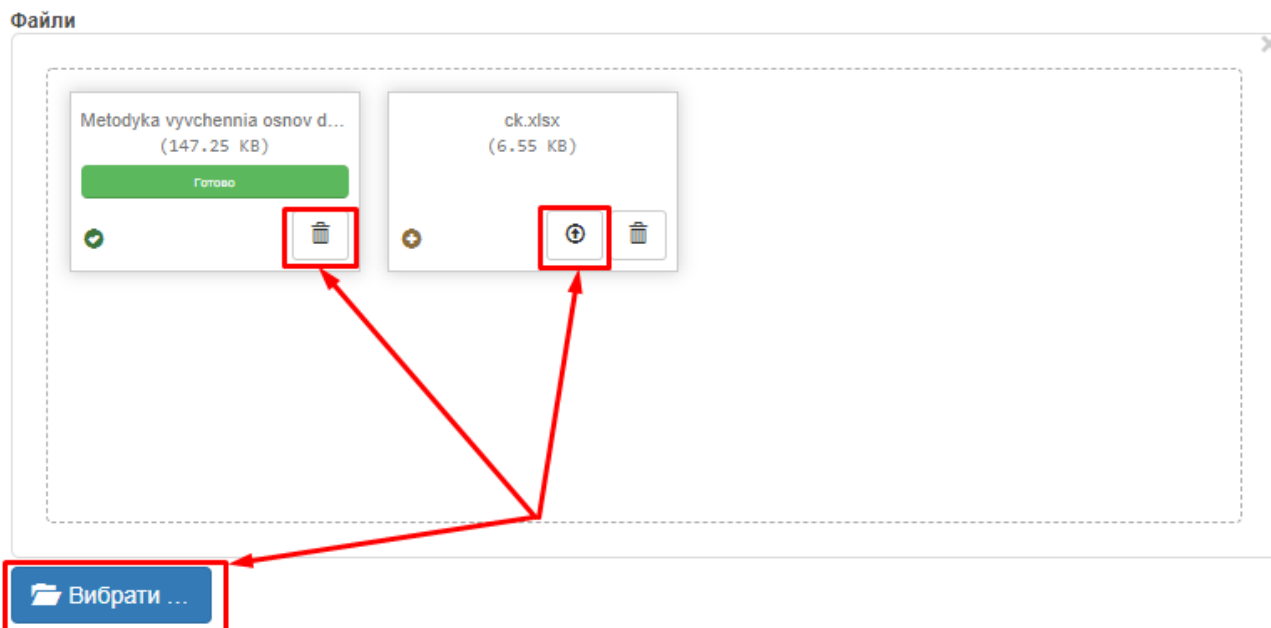 Файли
Metodyka vyvchennia osnov d...
(147.25 KB)
Готово
ck.xlsx
(6.55 KB)
Вибрати ...